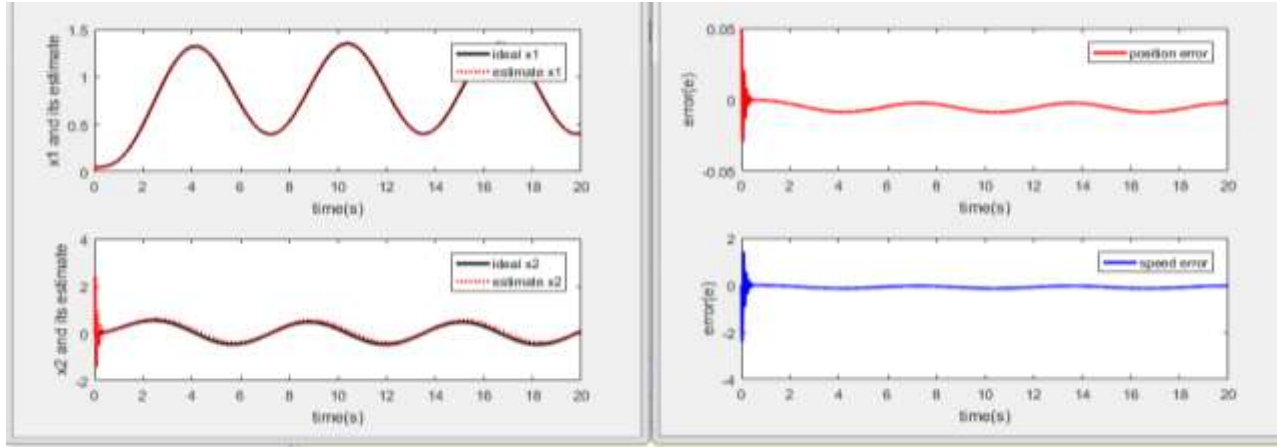 x1 and its estimate
1.5
1
0.5
0
ideal x1
estimate x1
0 2 4 6 8 10 12 14 16 18 20
time(s)
x2 and its estimate
4
2
0
-2
ideal x2
estimate x2
0 2 4 6 8 10 12 14 16 18 20
time(s)
error(e)
0.05
0
-0.05
position error
0 2 4 6 8 10 12 14 16 18 20
time(s)
error(e)
2
0
-2
-4
speed error
0 2 4 6 8 10 12 14 16 18 20
time(s)